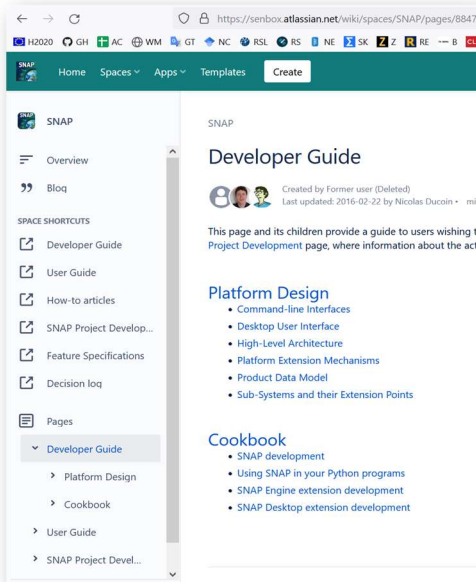 https://senbox.atlassian.net/wiki/spaces/SNAP/pages/8847
H2020 GH AC WM GT NC RSL RS NE SK Z RE B
SNAP Home Spaces Apps Templates Create
SNAP
SNAP
Overview
Blog
SPACE SHORTCUTS
Developer Guide
User Guide
How-to articles
SNAP Project Develop...
Feature Specifications
Decision log
Pages
Developer Guide
Platform Design
Cookbook
User Guide
SNAP Project Devel...
SNAP
Developer Guide
Created by Former user (Deleted)
Last updated: 2016-02-22 by Nicolas Ducoin • mi
This page and its children provide a guide to users wishing t
Project Development page, where information about the act
Platform Design
• Command-line Interfaces
• Desktop User Interface
• High-Level Architecture
• Platform Extension Mechanisms
• Product Data Model
• Sub-Systems and their Extension Points
Cookbook
• SNAP development
• Using SNAP in your Python programs
• SNAP Engine extension development
• SNAP Desktop extension development